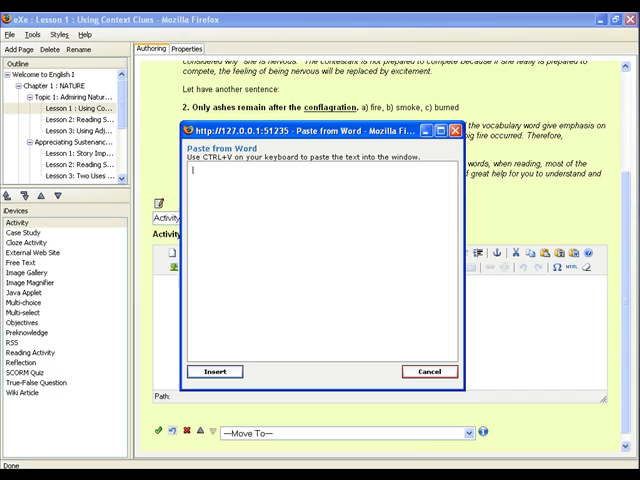 eXe : Lesson 1 : Using Context Clues - Mozilla Firefox
File Tools Styles Help
Add Page Delete Rename
Authoring Properties
Outline
Welcome to English I
Chapter 1 : NATURE
Topic 1: Admiring Natur...
Lesson 1 : Using Co...
Lesson 2: Reading S...
Lesson 3: Using Adj...
Appreciating Sustenanc...
Lesson 1: Story Imp...
Lesson 2: Reading S...
Lesson 3: Two Uses
iDevices
Activity
Case Study
Cloze Activity
External Web Site
Free Text
Image Gallery
Image Magnifier
Java Applet
Multi-choice
Multi-select
Objectives
Preknowledge
RSS
Reading Activity
Reflection
SCORM Quiz
True-False Question
Wiki Article
considered why "she is nervous." The contestant is not prepared to compete because if she really is prepared to
compete, the feeling of being nervous will be replaced by excitement.
Let have another sentence:
2. Only ashes remain after the conflagration. a) fire, b) smoke, c) burned
the vocabulary word give emphasis on
big fire occurred. Therefore,
words, when reading, most of the
d great help for you to understand and
Activity
Activity
HTML
Path:
—Move To—
http://127.0.0.1:51235 - Paste from Word - Mozilla Fi...
Paste from Word
Use CTRL+V on your keyboard to paste the text into the window.
Insert Cancel
Done